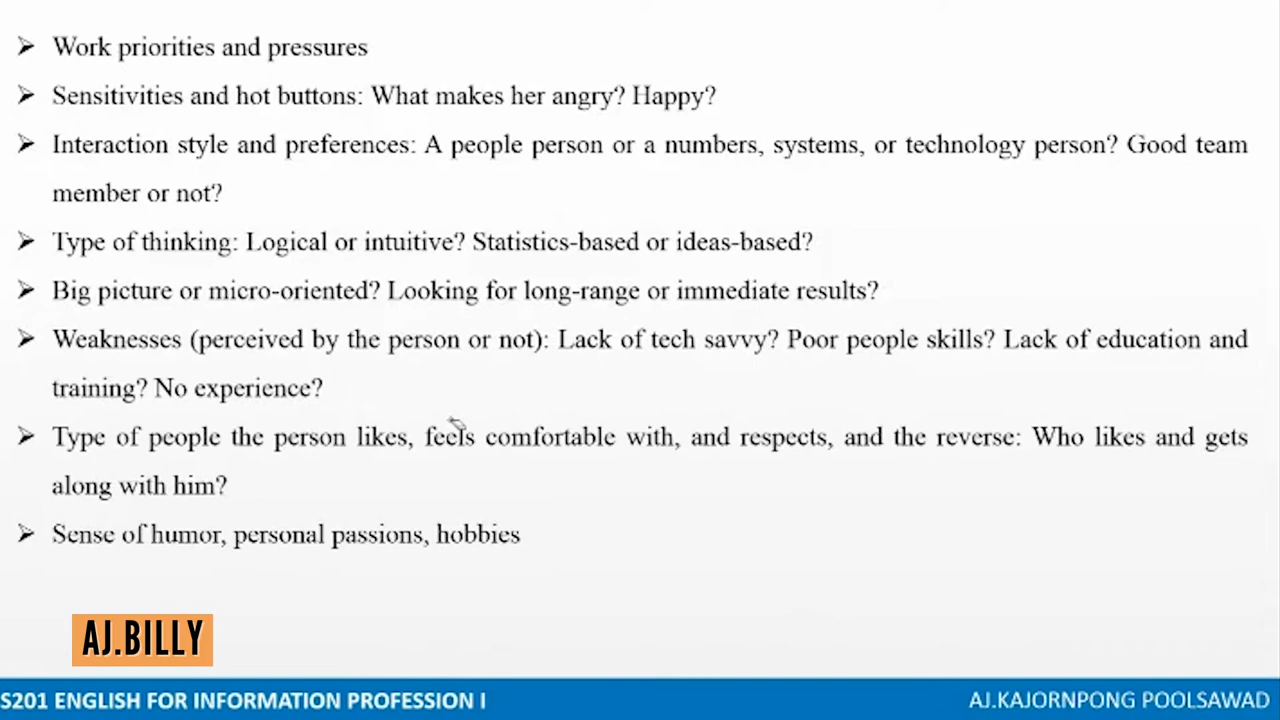 ➢ Work priorities and pressures
➢ Sensitivities and hot buttons: What makes her angry? Happy?
➢ Interaction style and preferences: A people person or a numbers, systems, or technology person? Good team
member or not?
➢ Type of thinking: Logical or intuitive? Statistics-based or ideas-based?
➢ Big picture or micro-oriented? Looking for long-range or immediate results?
➢ Weaknesses (perceived by the person or not): Lack of tech savvy? Poor people skills? Lack of education and
training? No experience?
➢ Type of people the person likes, feels comfortable with, and respects, and the reverse: Who likes and gets
along with him?
➢ Sense of humor, personal passions, hobbies
AJ.BILLY
S201 ENGLISH FOR INFORMATION PROFESSION I
AJ.KAJORNPONG POOLSAWAD